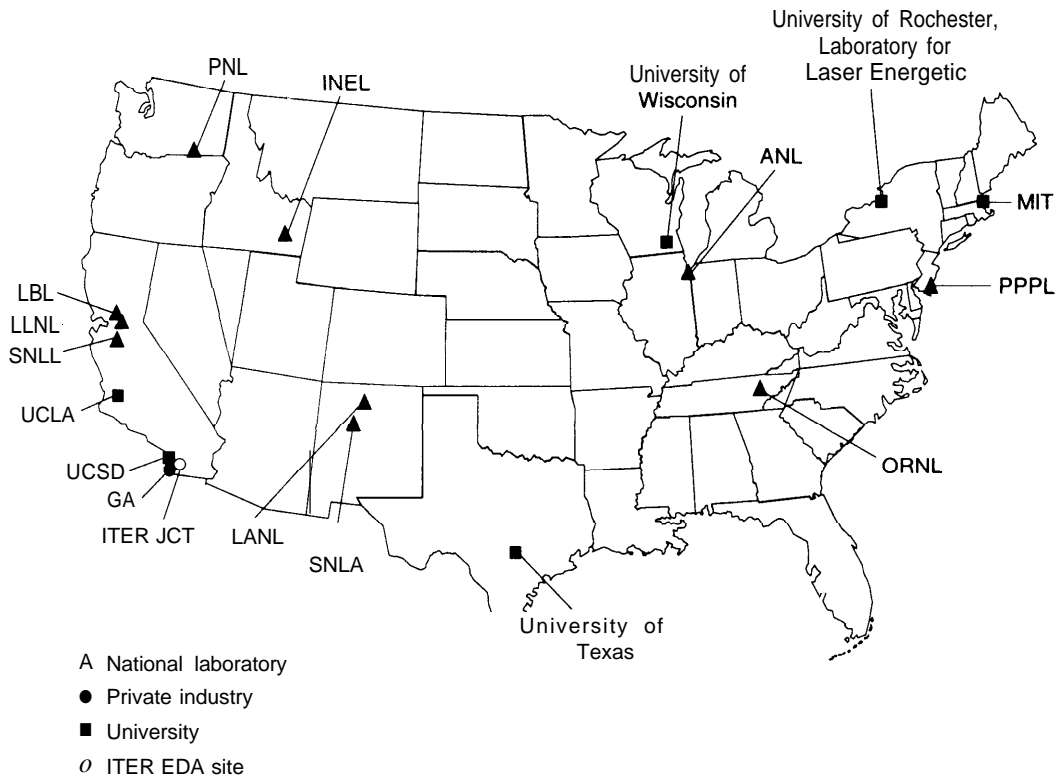 University of Rochester,
Laboratory for
Laser Energetic
PNL
INEL
University of
Wisconsin
ANL
MIT
PPPL
LBL
LLNL
SNLL
UCLA
UCSD
GA
ITER JCT
LANL
SNLA
ORNL
University of
Texas
A National laboratory
● Private industry
■ University
o ITER EDA site